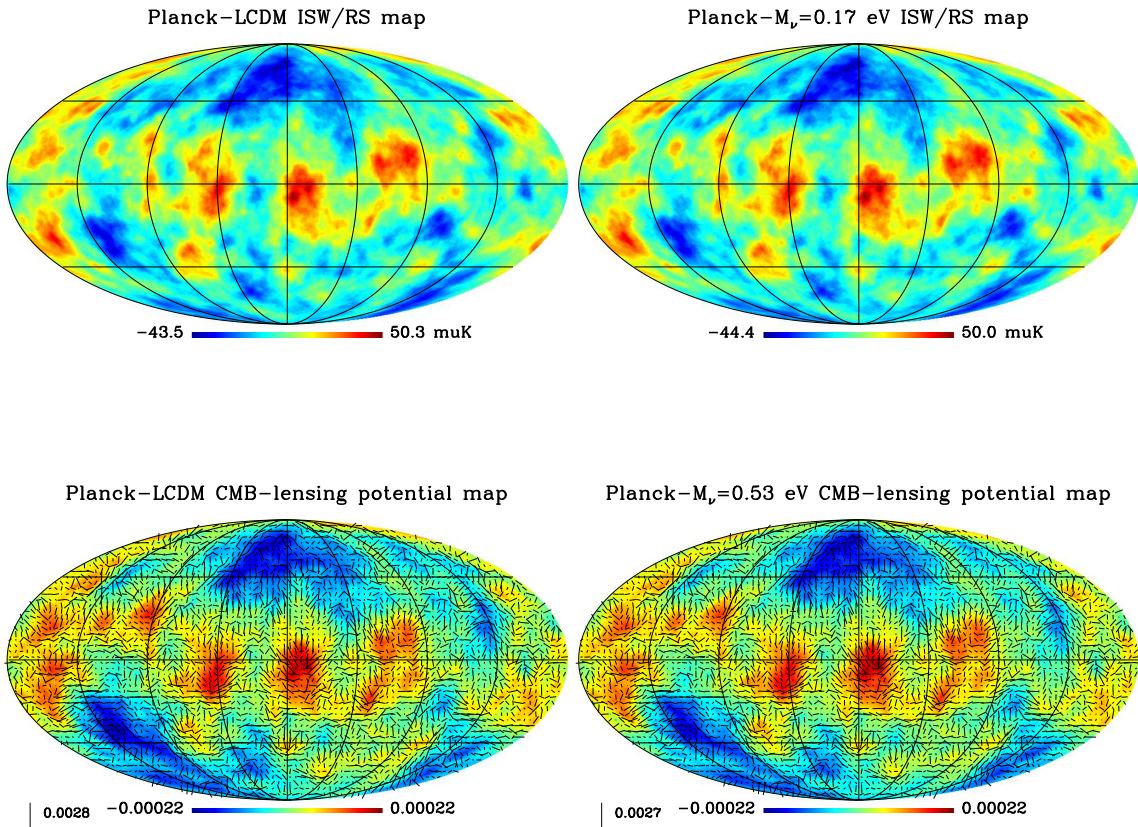 Planck-LCDM ISW/RS map
Planck-Mν=0.17 eV ISW/RS map
-43.5 50.3 muK
-44.4 50.0 muK
Planck-LCDM CMB-lensing potential map
Planck-Mν=0.53 eV CMB-lensing potential map
0.0028 -0.00022 0.00022
0.0027 -0.00022 0.00022